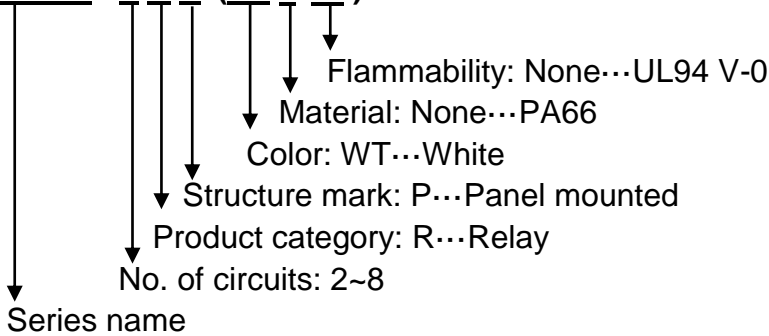 Flammability: None···UL94 V-0
Material: None···PA66
Color: WT···White
Structure mark: P···Panel mounted
Product category: R···Relay
No. of circuits: 2~8
Series name